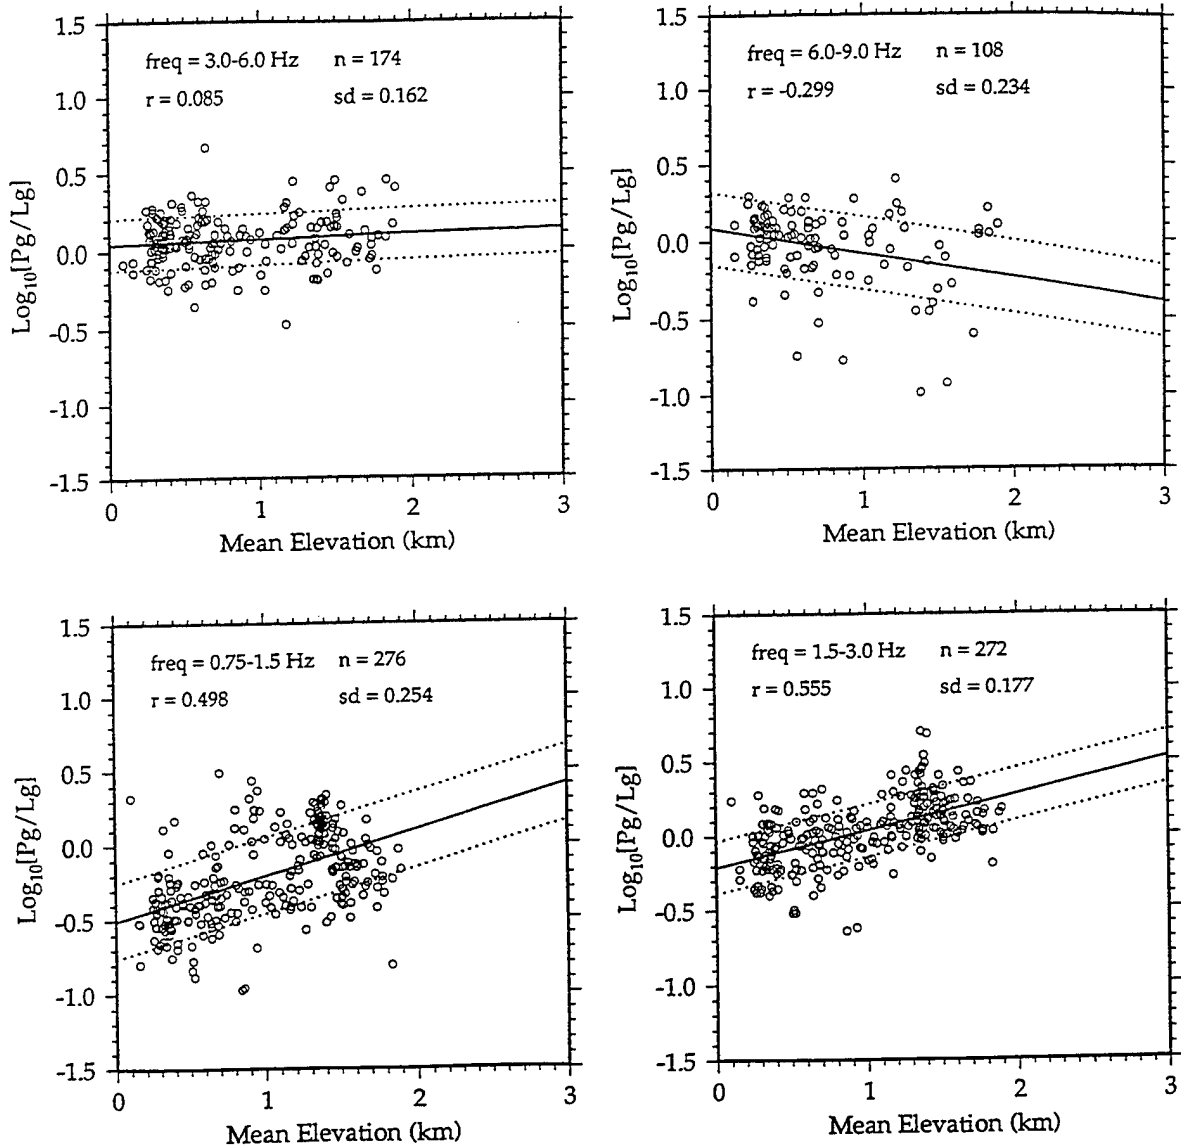 1.5
1.0
0.5
0.0
-0.5
-1.0
-1.5
Log10[Pg/Lg]
freq = 3.0-6.0 Hz n = 174
r = 0.085 sd = 0.162
0 1 2 3
Mean Elevation (km)
1.5
1.0
0.5
0.0
-0.5
-1.0
-1.5
Log10[Pg/Lg]
freq = 6.0-9.0 Hz n = 108
r = -0.299 sd = 0.234
0 1 2 3
Mean Elevation (km)
1.5
1.0
0.5
0.0
-0.5
-1.0
-1.5
Log10[Pg/Lg]
freq = 0.75-1.5 Hz n = 276
r = 0.498 sd = 0.254
0 1 2 3
Mean Elevation (km)
1.5
1.0
0.5
0.0
-0.5
-1.0
-1.5
Log10[Pg/Lg]
freq = 1.5-3.0 Hz n = 272
r = 0.555 sd = 0.177
0 1 2 3
Mean Elevation (km)